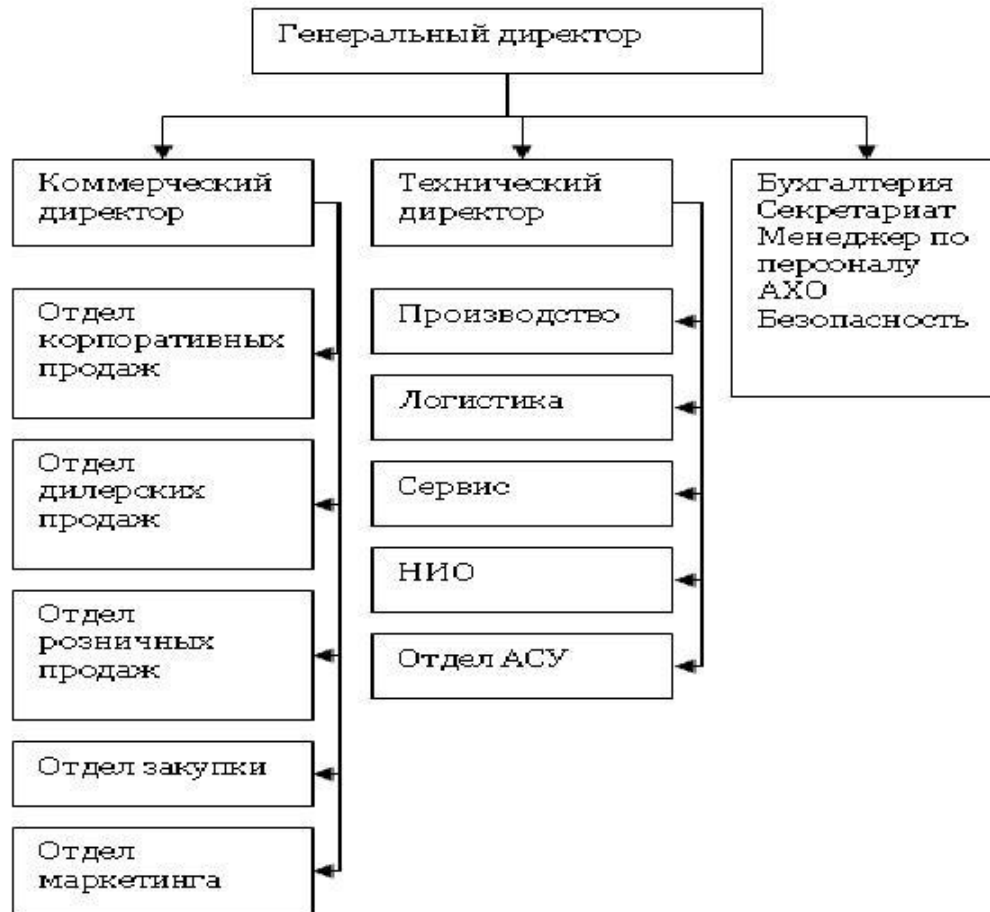 Генеральный директор
Коммерческий
директор
Отдел
корпоративных
продаж
Отдел
дилерских
продаж
Отдел
розничных
продаж
Отдел закупки
Отдел
маркетинга
Технический
директор
Производство
Логистика
Сервис
НИО
Отдел АСУ
Бухгалтерия
Секретариат
Менеджер по
персоналу
АХО
Безопасность